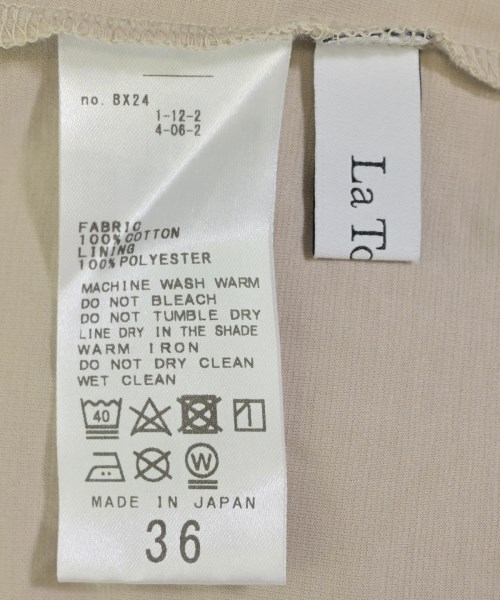 no. BX24
1-12-2
4-06-2
FABRIC
100% COTTON
LINING
100% POLYESTER
MACHINE WASH WARM
DO NOT BLEACH
DO NOT TUMBLE DRY
LINE DRY IN THE SHADE
WARM IRON
DO NOT DRY CLEAN
WET CLEAN
40
W
MADE IN JAPAN
36
La To